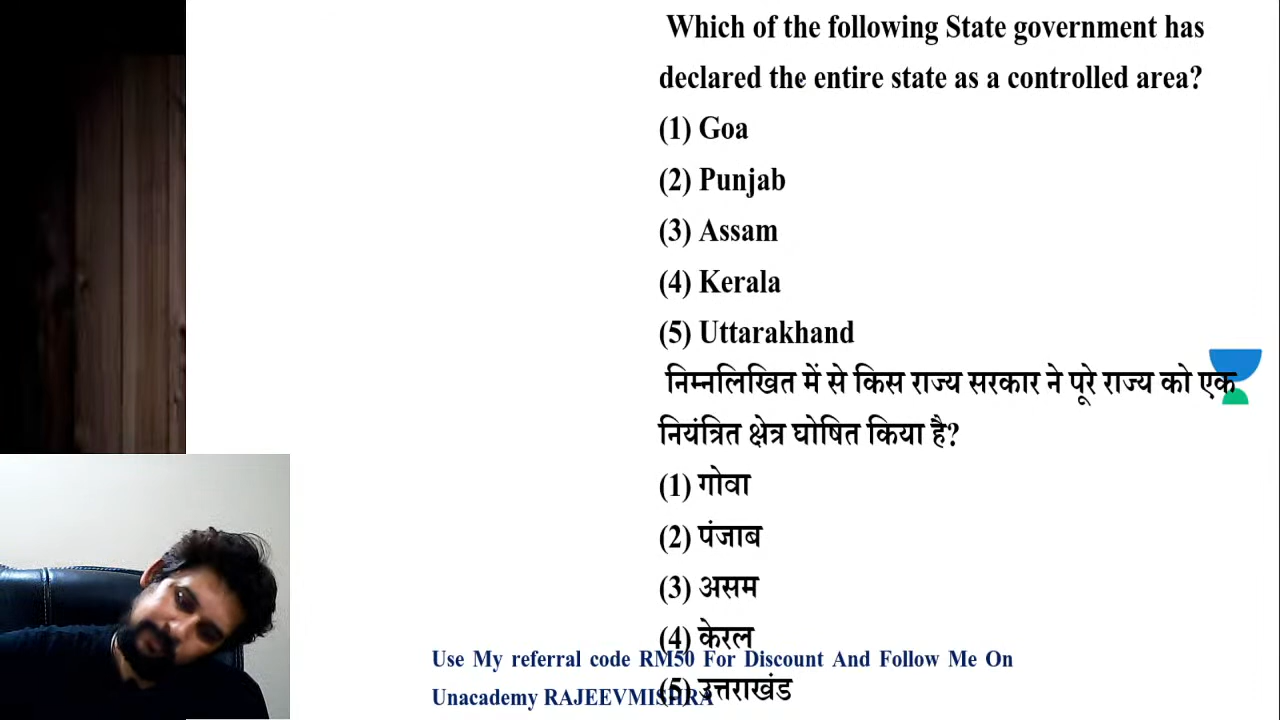 Which of the following State government has
declared the entire state as a controlled area?
(1) Goa
(2) Punjab
(3) Assam
(4) Kerala
(5) Uttarakhand
निम्नलिखित में से किस राज्य सरकार ने पूरे राज्य को एक
नियंत्रित क्षेत्र घोषित किया है?
(1) गोवा
(2) पंजाब
(3) असम
(4) केरल
Use My referral code RM50 For Discount And Follow Me On
(5) उत्तराखंड
Unacademy RAJEEVMISHRA